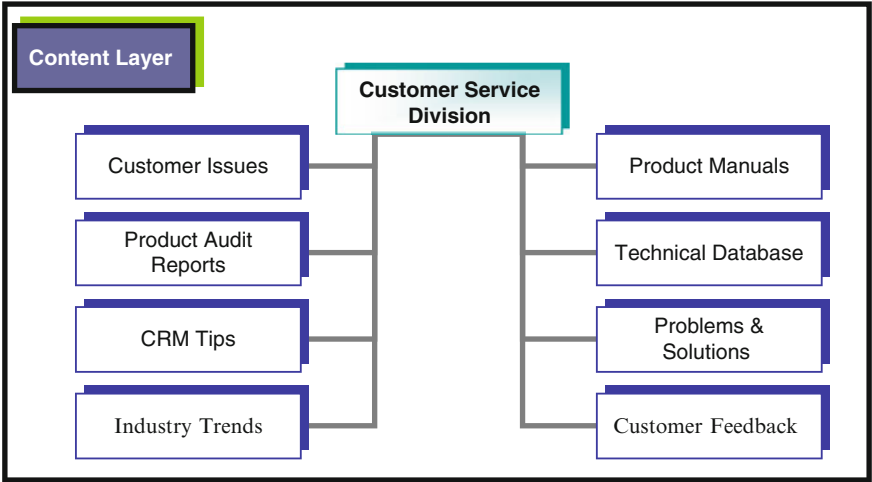 Content Layer
Customer Service
Division
Customer Issues
Product Audit
Reports
CRM Tips
Industry Trends
Product Manuals
Technical Database
Problems &
Solutions
Customer Feedback